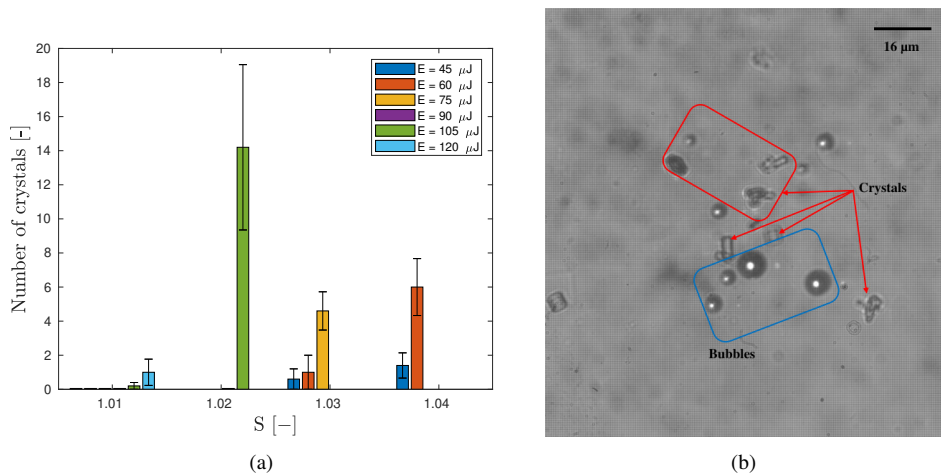 20
18
16
14
12
10
8
6
4
2
0
Number of crystals [-]
1.01 1.02 1.03 1.04
S [−]
E = 45 μJ
E = 60 μJ
E = 75 μJ
E = 90 μJ
E = 105 μJ
E = 120 μJ
(a)
16 μm
Crystals
Bubbles
(b)